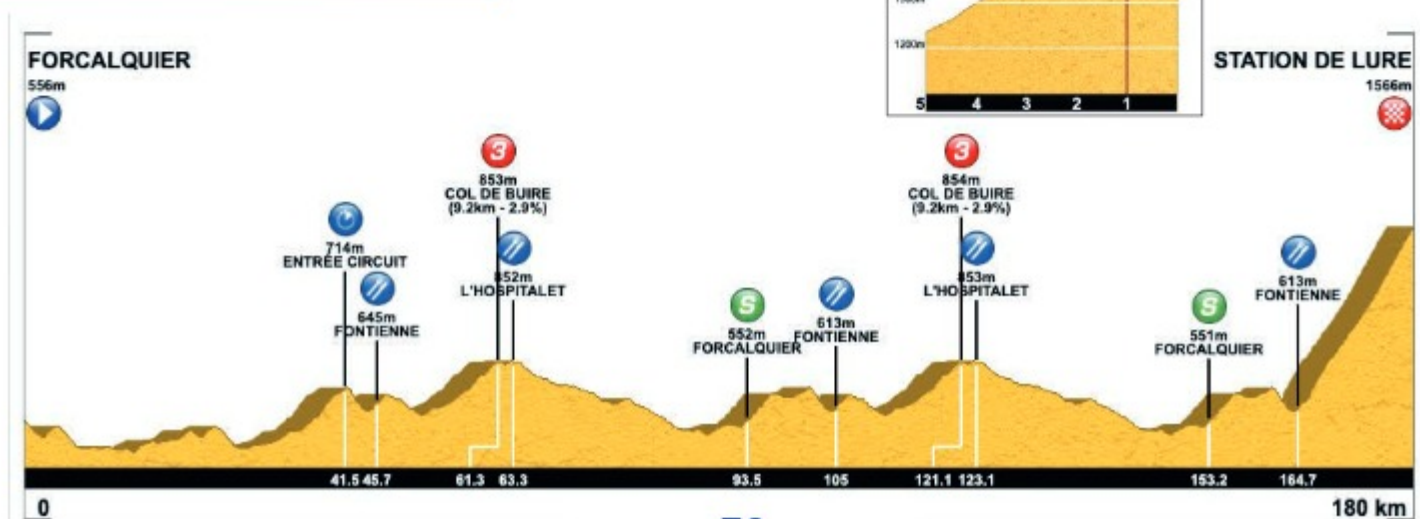 1200m
5 4 3 2 1
FORCALQUIER
556m
STATION DE LURE
1566m
3
853m
COL DE BUIRE
(9.2km - 2.9%)
3
854m
COL DE BUIRE
(9.2km - 2.9%)
714m
ENTRÉE CIRCUIT
852m
L'HOSPITALET
853m
L'HOSPITALET
613m
FONTIENNE
645m
FONTIENNE
S
552m
FORCALQUIER
613m
FONTIENNE
S
551m
FORCALQUIER
41.5 45.7 61.3 63.3 93.5 105 121.1 123.1 153.2 164.7
0 180 km